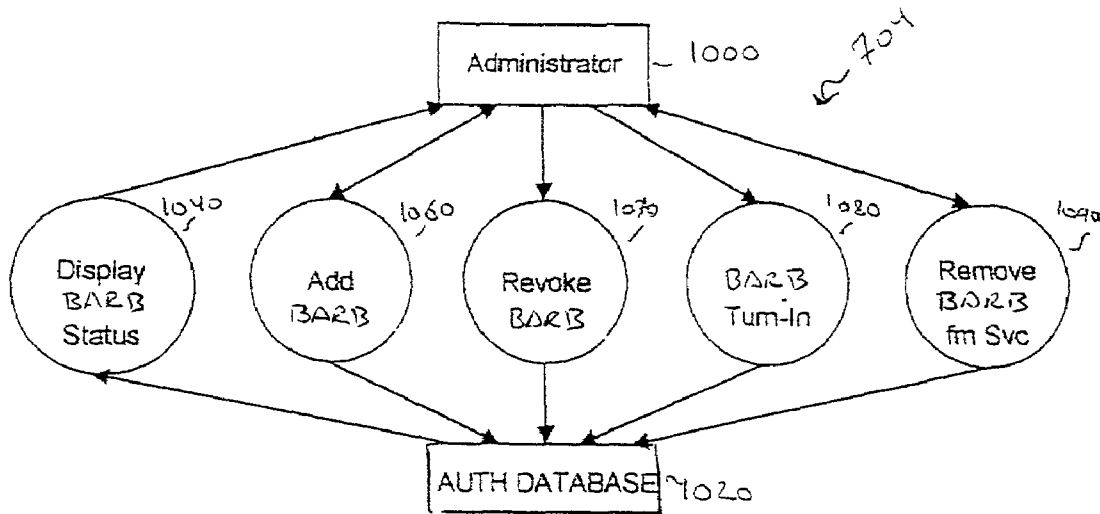 Administrator
1000
704
1040
1060
1070
1080
1090
Display
BARB
Status
Add
BARB
Revoke
BARB
BARB
Turn-In
Remove
BARB
fm Svc
AUTH DATABASE
1020